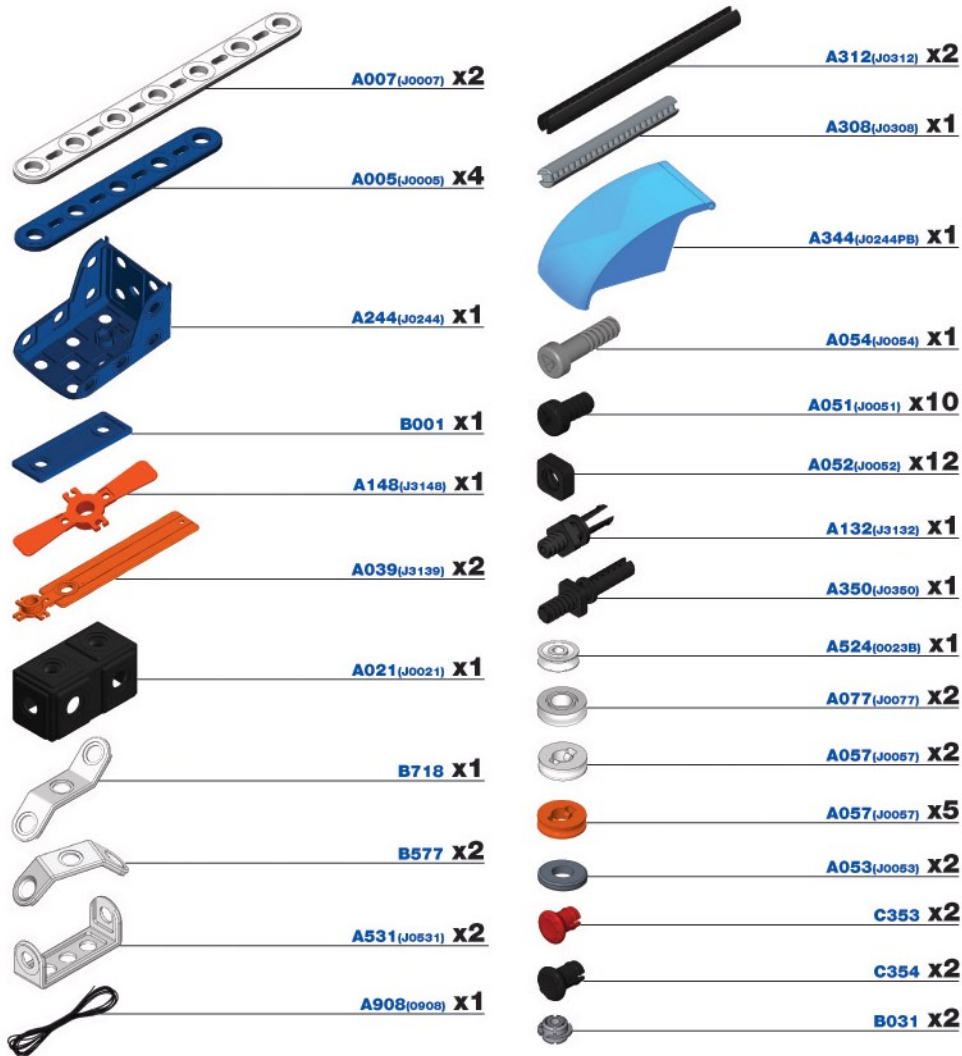 A007(J0007) x2
A005(J0005) x4
A244(J0244) x1
B001 x1
A148(J3148) x1
A039(J3139) x2
A021(J0021) x1
B718 x1
B577 x2
A531(J0531) x2
A908(0908) x1
A312(J0312) x2
A308(J0308) x1
A344(J0244PB) x1
A054(J0054) x1
A051(J0051) x10
A052(J0052) x12
A132(J3132) x1
A350(J0350) x1
A524(0023B) x1
A077(J0077) x2
A057(J0057) x2
A057(J0057) x5
A053(J0053) x2
C353 x2
C354 x2
B031 x2